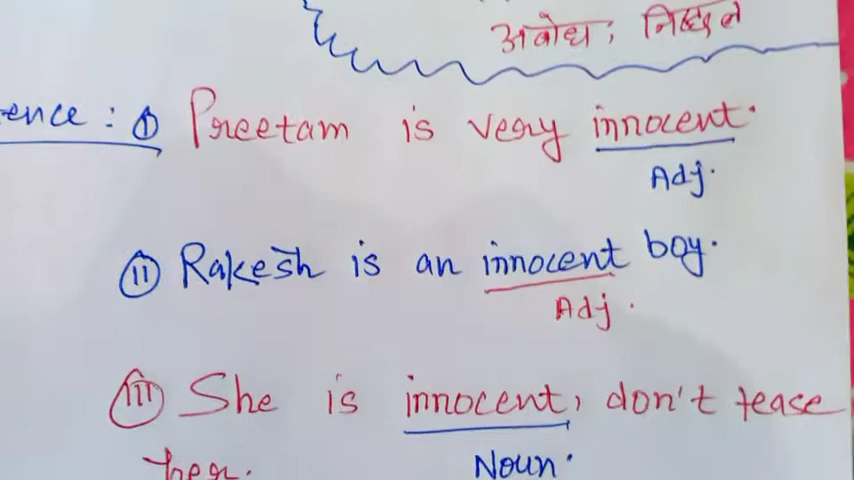 अबोध, निश्छल
ence : (I) Preetam is very innocent.
Adj.
(II) Rakesh is an innocent boy.
Adj.
(III) She is innocent, don't tease
her.
Noun.